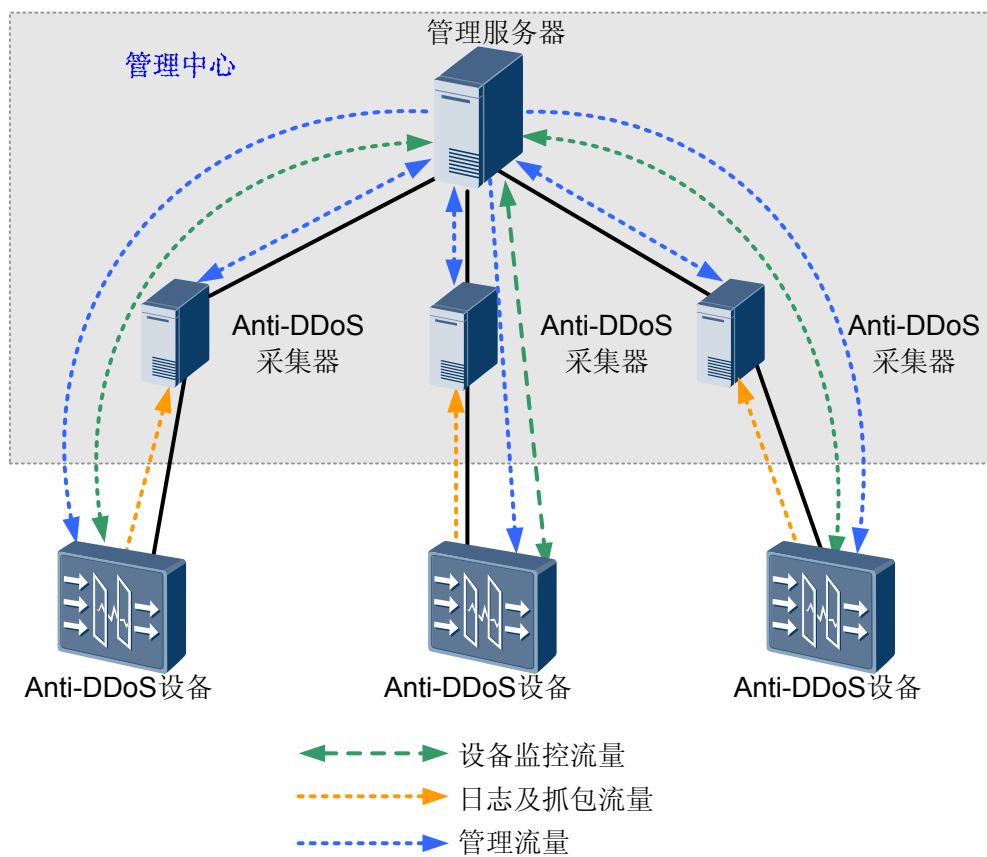 管理服务器
管理中心
Anti-DDoS
采集器
Anti-DDoS
采集器
Anti-DDoS
采集器
Anti-DDoS设备
Anti-DDoS设备
Anti-DDoS设备
设备监控流量
日志及抓包流量
管理流量